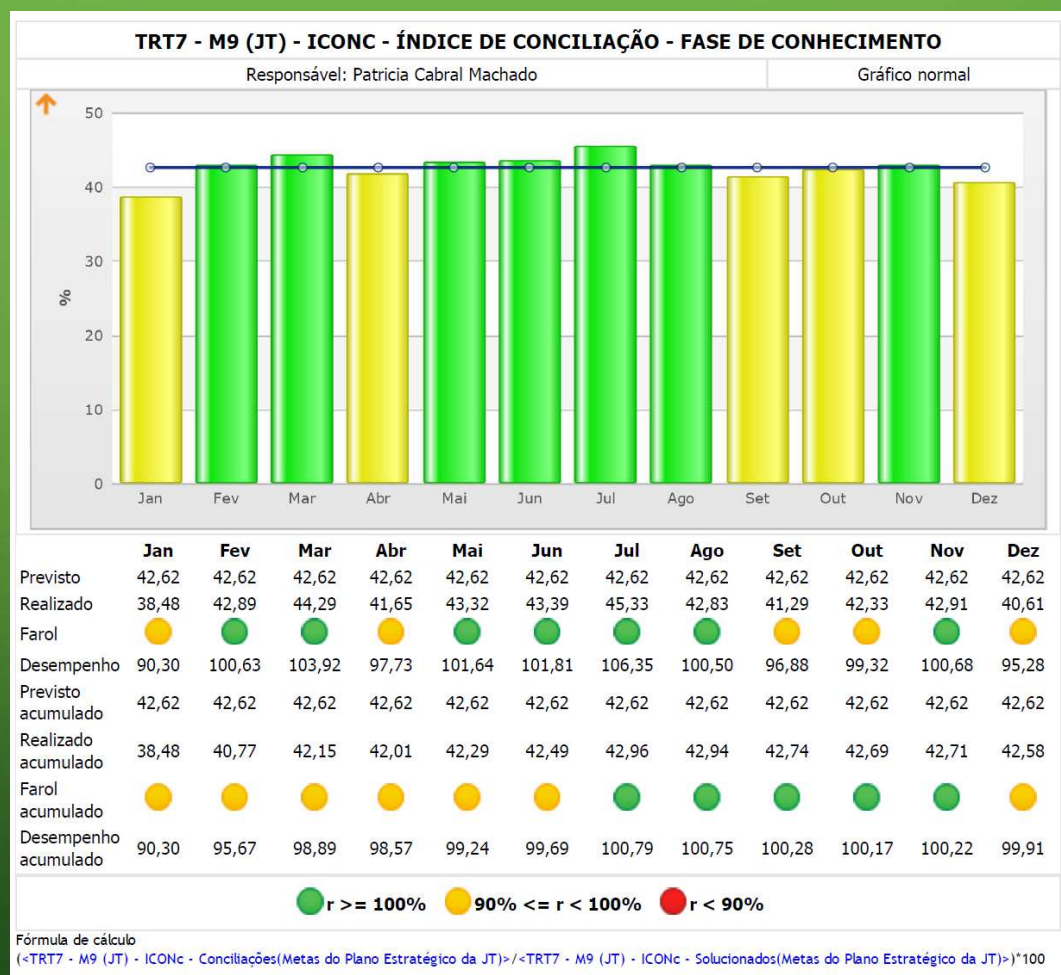 TRT7 - M9 (JT) - ICONC - ÍNDICE DE CONCILIAÇÃO - FASE DE CONHECIMENTO
Responsável: Patricia Cabral Machado Gráfico normal
50
40
30
20
10
0
%
Jan Fev Mar Abr Mai Jun Jul Ago Set Out Nov Dez
Jan Fev Mar Abr Mai Jun Jul Ago Set Out Nov Dez
Previsto 42,62 42,62 42,62 42,62 42,62 42,62 42,62 42,62 42,62 42,62 42,62 42,62
Realizado 38,48 42,89 44,29 41,65 43,32 43,39 45,33 42,83 41,29 42,33 42,91 40,61
Farol
Desempenho 90,30 100,63 103,92 97,73 101,64 101,81 106,35 100,50 96,88 99,32 100,68 95,28
Previsto
acumulado 42,62 42,62 42,62 42,62 42,62 42,62 42,62 42,62 42,62 42,62 42,62 42,62
Realizado
acumulado 38,48 40,77 42,15 42,01 42,29 42,49 42,96 42,94 42,74 42,69 42,71 42,58
Farol
acumulado
Desempenho
acumulado 90,30 95,67 98,89 98,57 99,24 99,69 100,79 100,75 100,28 100,17 100,22 99,91
r >= 100% 90% <= r < 100% r < 90%
Fórmula de cálculo
(<TRT7 - M9 (JT) - ICONc - Conciliações(Metas do Plano Estratégico da JT)>/<TRT7 - M9 (JT) - ICONc - Solucionados(Metas do Plano Estratégico da JT)>)*100